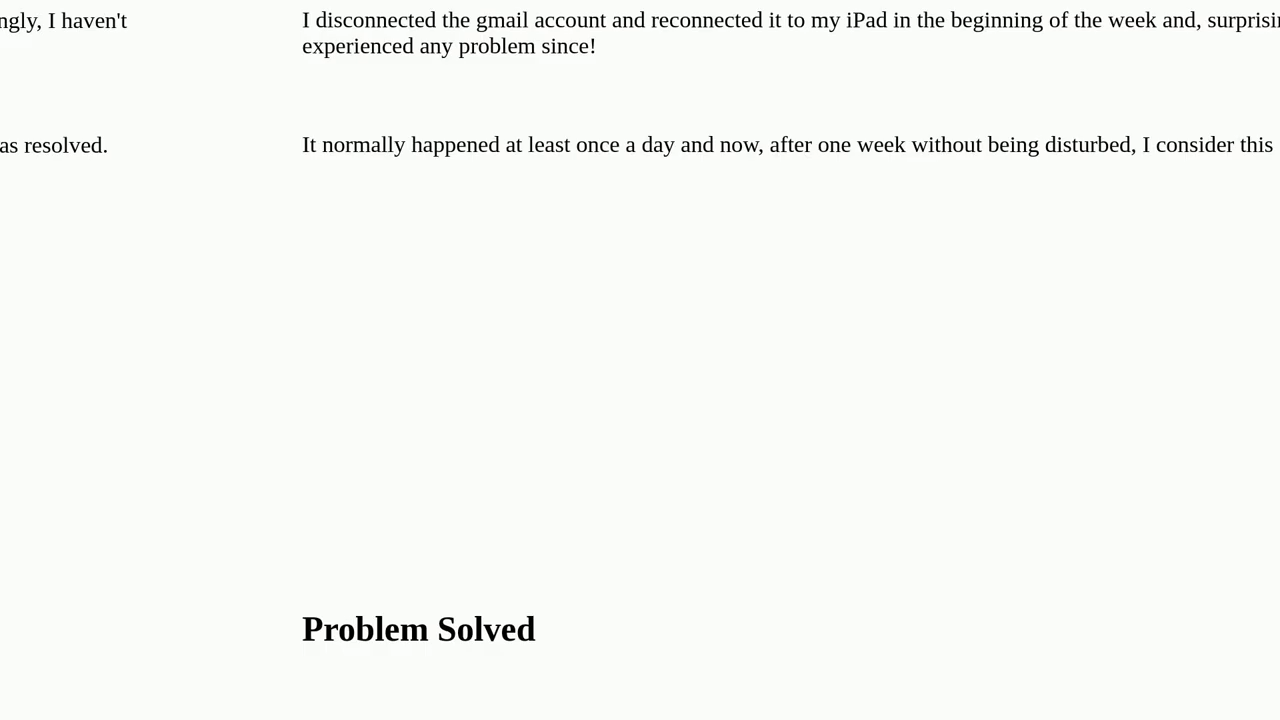 ngly, I haven't
I disconnected the gmail account and reconnected it to my iPad in the beginning of the week and, surprisin
experienced any problem since!
as resolved.
It normally happened at least once a day and now, after one week without being disturbed, I consider this
Problem Solved